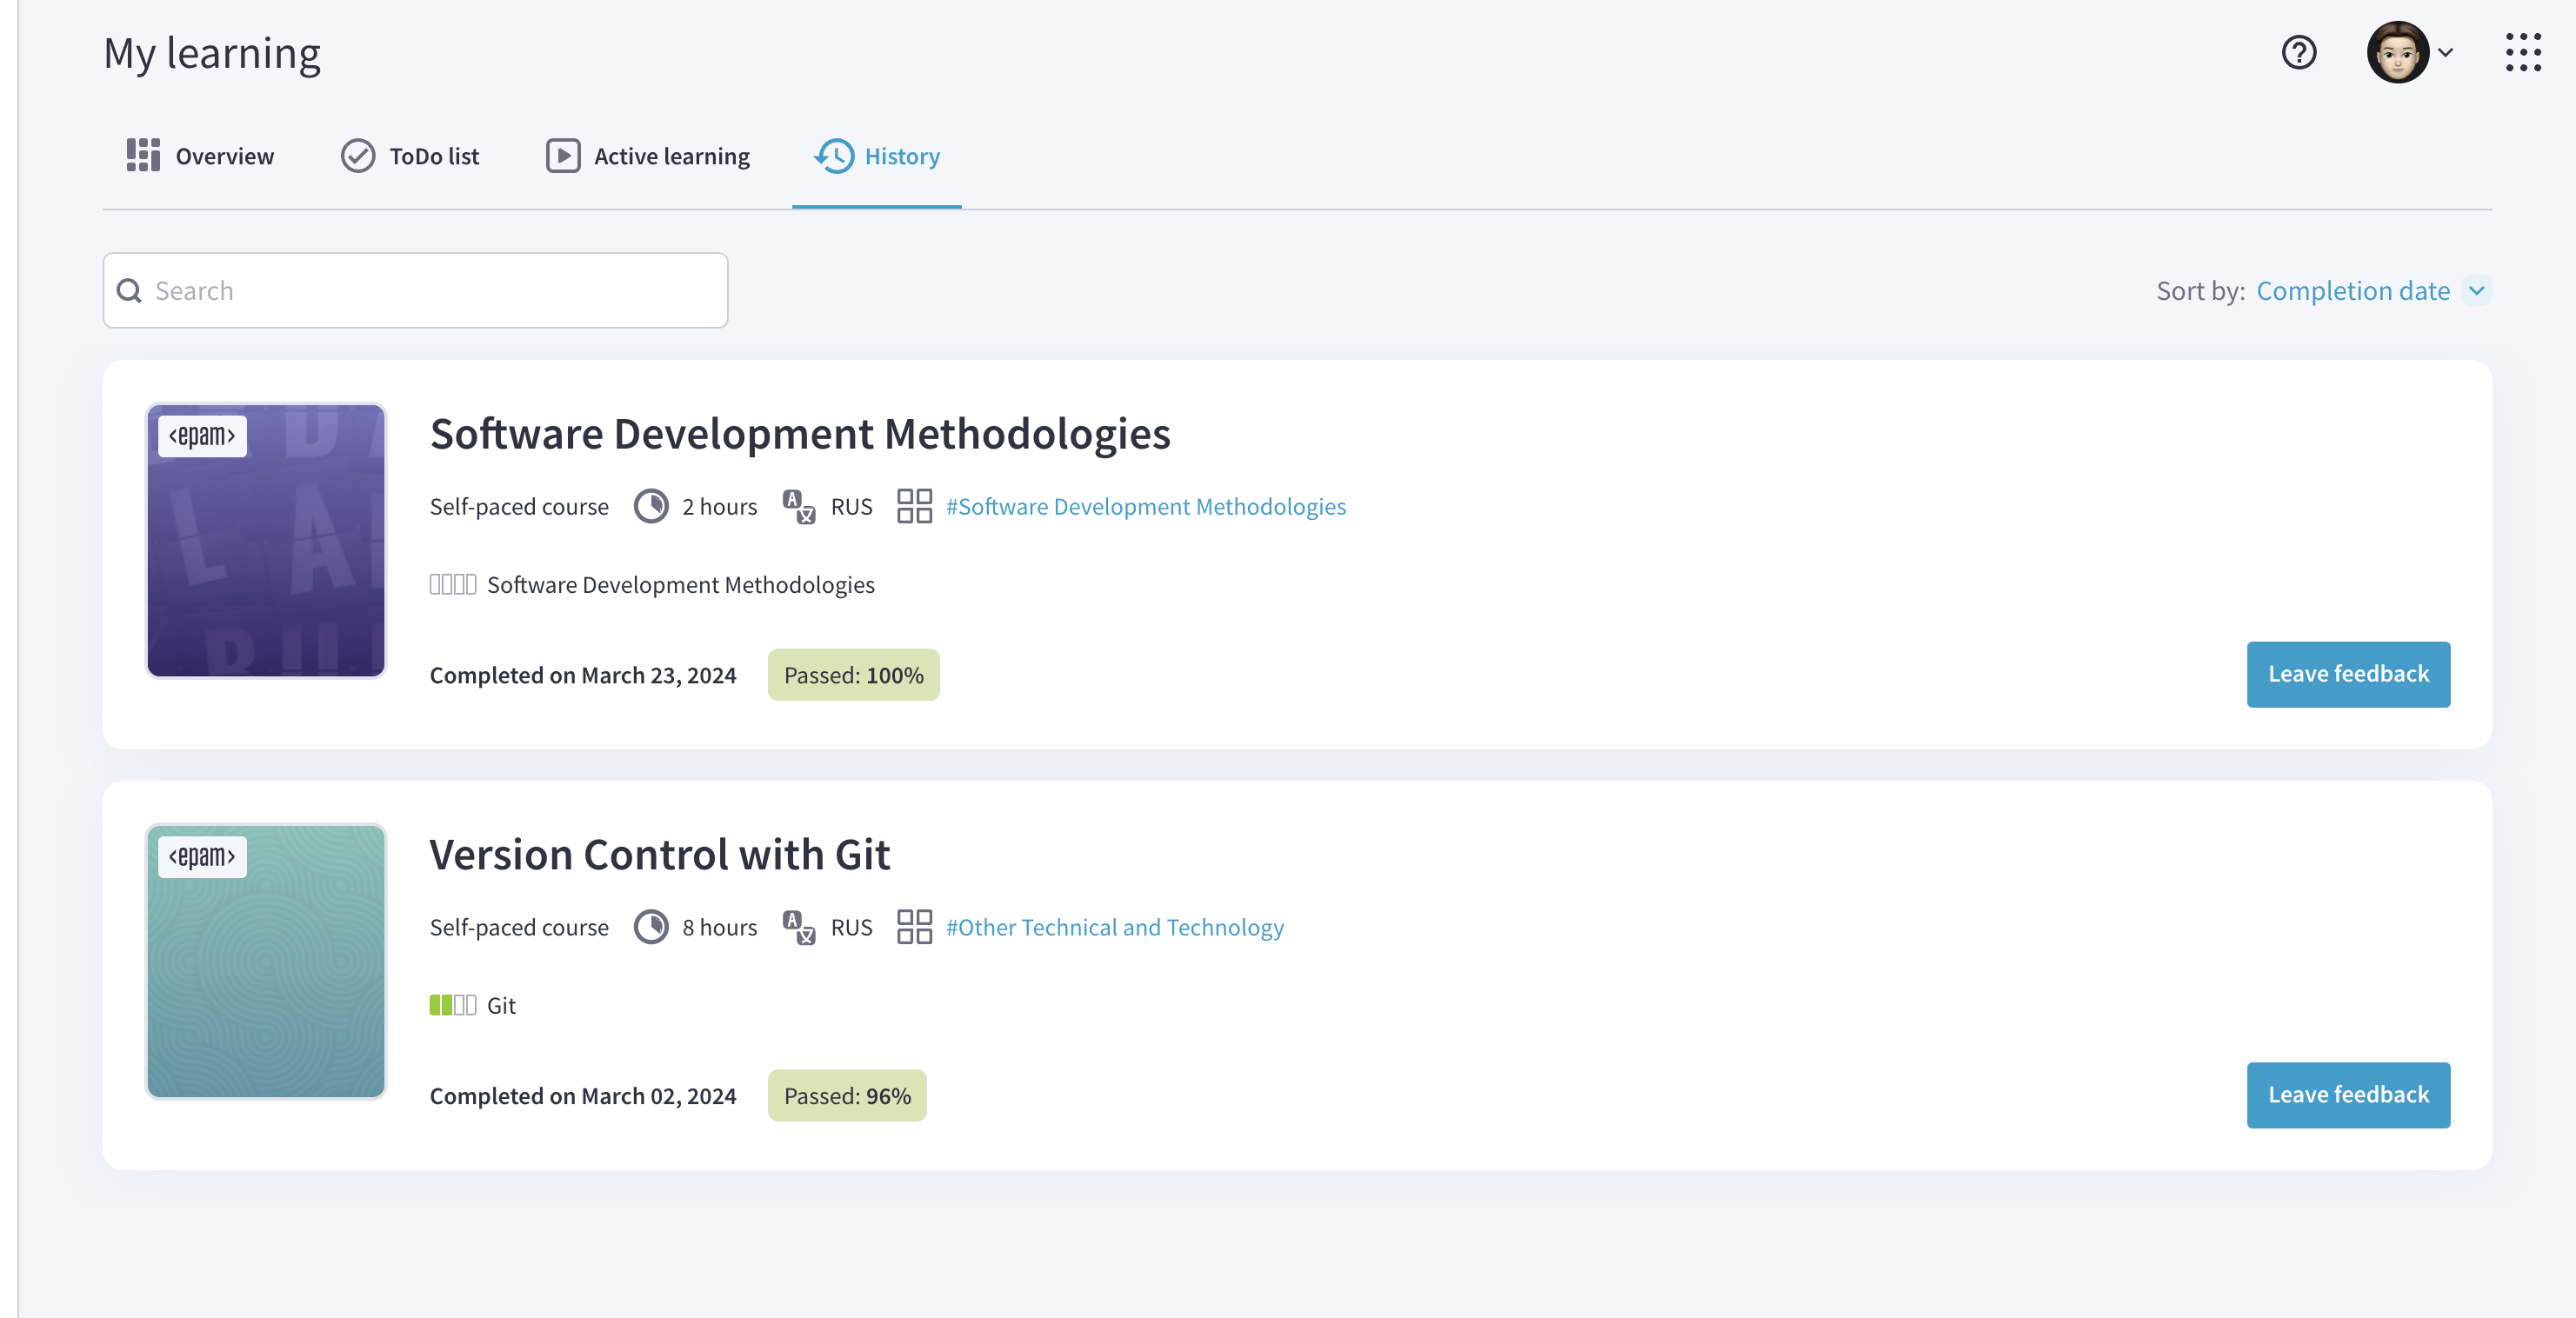 My learning
Overview ToDo list Active learning History
Search
Sort by: Completion date
<epam>
Software Development Methodologies
Self-paced course 2 hours RUS #Software Development Methodologies
Software Development Methodologies
Completed on March 23, 2024 Passed: 100% Leave feedback
<epam>
Version Control with Git
Self-paced course 8 hours RUS #Other Technical and Technology
Git
Completed on March 02, 2024 Passed: 96% Leave feedback